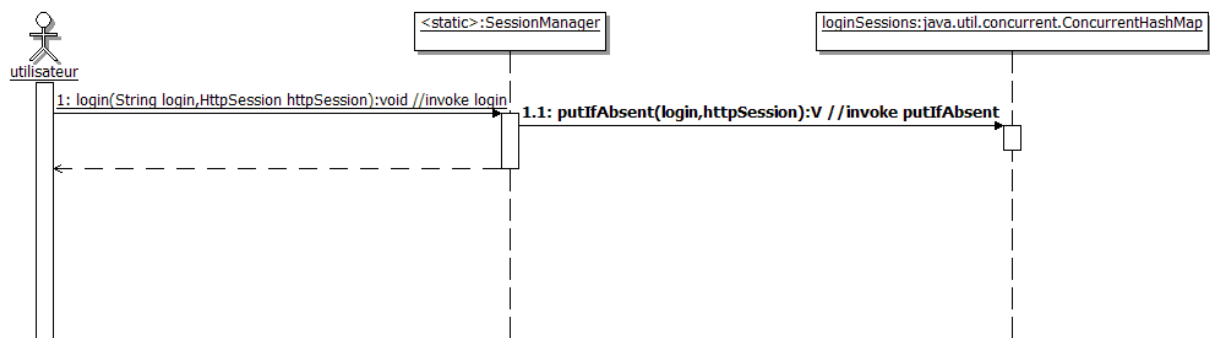 <static>:SessionManager
loginSessions:java.util.concurrent.ConcurrentHashMap
utilisateur
1: login(String login,HttpSession httpSession):void //invoke login
1.1: putIfAbsent(login,httpSession):V //invoke putIfAbsent